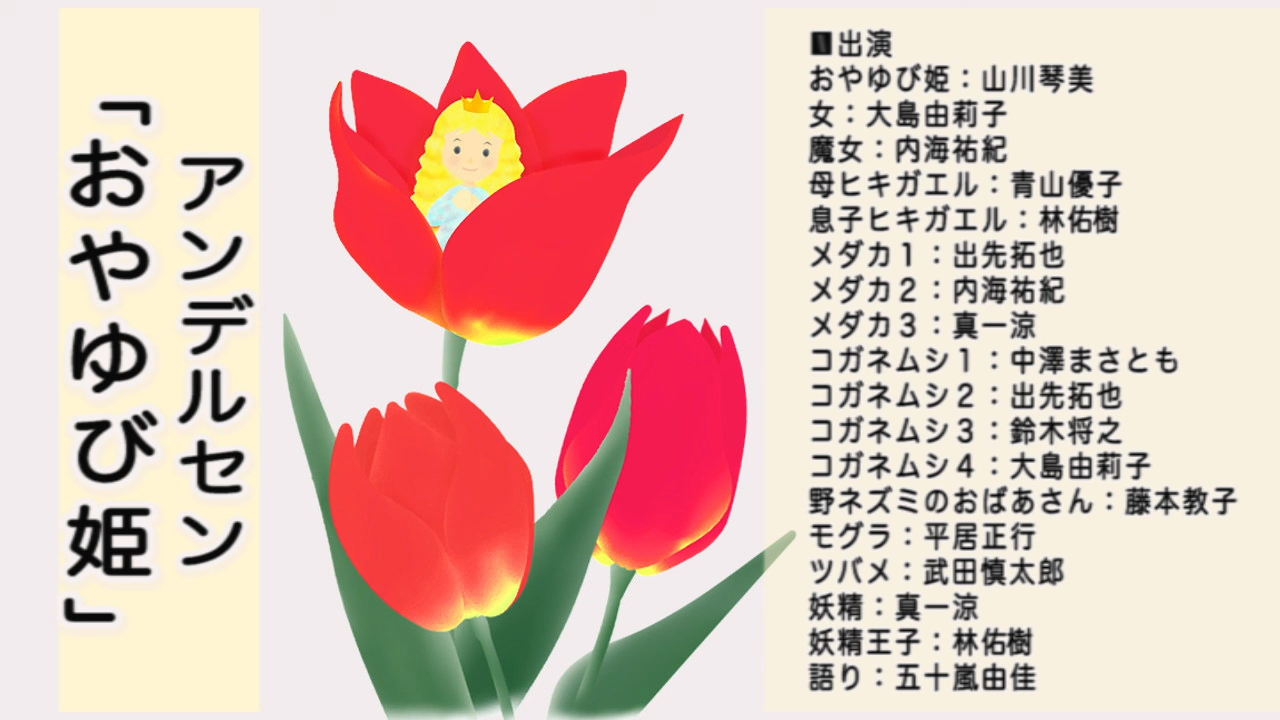 アンデルセン
「おやゆび姫」
■出演
おやゆび姫：山川琴美
女：大島由莉子
魔女：内海祐紀
母ヒキガエル：青山優子
息子ヒキガエル：林佑樹
メダカ１：出先拓也
メダカ２：内海祐紀
メダカ３：真一涼
コガネムシ１：中澤まさとも
コガネムシ２：出先拓也
コガネムシ３：鈴木将之
コガネムシ４：大島由莉子
野ネズミのおばあさん：藤本教子
モグラ：平居正行
ツバメ：武田慎太郎
妖精：真一涼
妖精王子：林佑樹
語り：五十嵐由佳